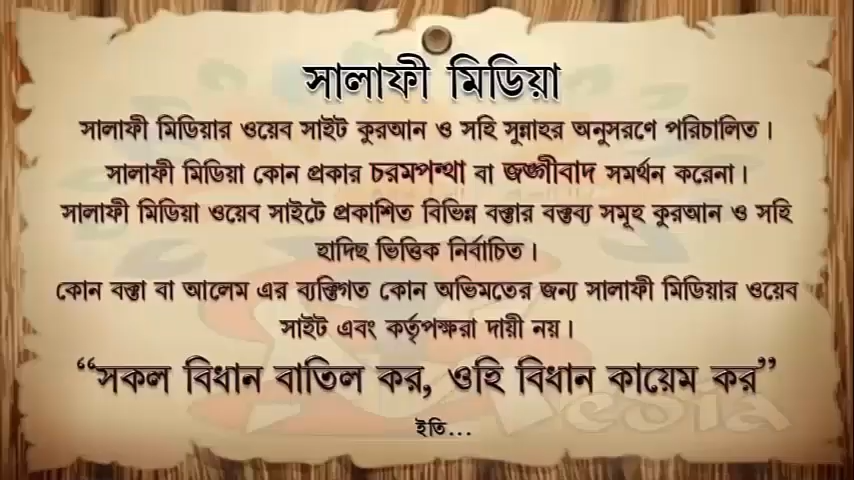 সালাফী মিডিয়া
সালাফী মিডিয়ার ওয়েব সাইট কুরআন ও সহি সুন্নাহর অনুসরণে পরিচালিত।
সালাফী মিডিয়া কোন প্রকার চরমপন্থা বা জঙ্গীবাদ সমর্থন করেনা।
সালাফী মিডিয়া ওয়েব সাইটে প্রকাশিত বিভিন্ন বক্তার বক্তব্য সমূহ কুরআন ও সহি
হাদিছ ভিত্তিক নির্বাচিত।
কোন বক্তা বা আলেম এর ব্যক্তিগত কোন অভিমতের জন্য সালাফী মিডিয়ার ওয়েব
সাইট এবং কর্তৃপক্ষরা দায়ী নয়।
“সকল বিধান বাতিল কর, ওহি বিধান কায়েম কর”
ইতি...